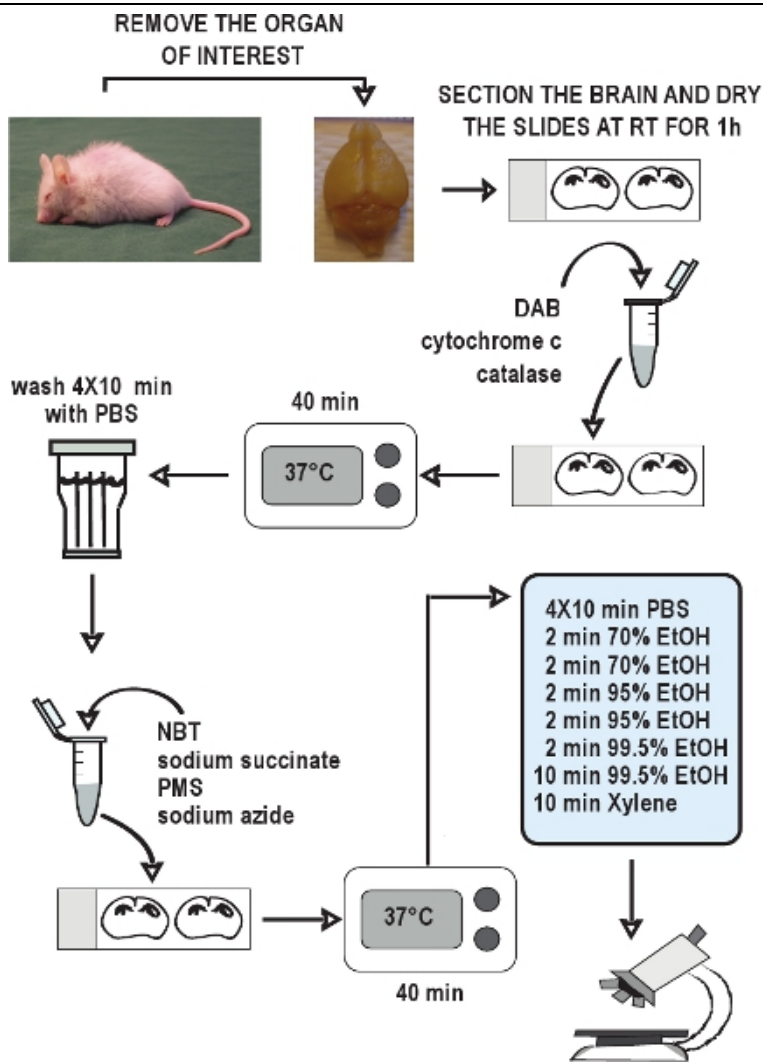 REMOVE THE ORGAN
OF INTEREST
SECTION THE BRAIN AND DRY
THE SLIDES AT RT FOR 1h
DAB
cytochrome c
catalase
40 min
37°C
wash 4X10 min
with PBS
NBT
sodium succinate
PMS
sodium azide
37°C
40 min
4X10 min PBS
2 min 70% EtOH
2 min 70% EtOH
2 min 95% EtOH
2 min 95% EtOH
2 min 99.5% EtOH
10 min 99.5% EtOH
10 min Xylene